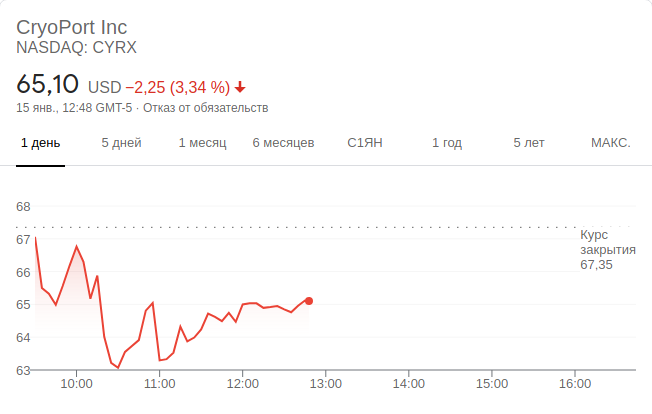 CryoPort Inc
NASDAQ: CYRX
65,10 USD −2,25 (3,34 %)
15 янв., 12:48 GMT-5 · Отказ от обязательств
1 день 5 дней 1 месяц 6 месяцев С1ЯН 1 год 5 лет МАКС.
68
67
66
65
64
63
Курс
закрытия
67,35
10:00 11:00 12:00 13:00 14:00 15:00 16:00